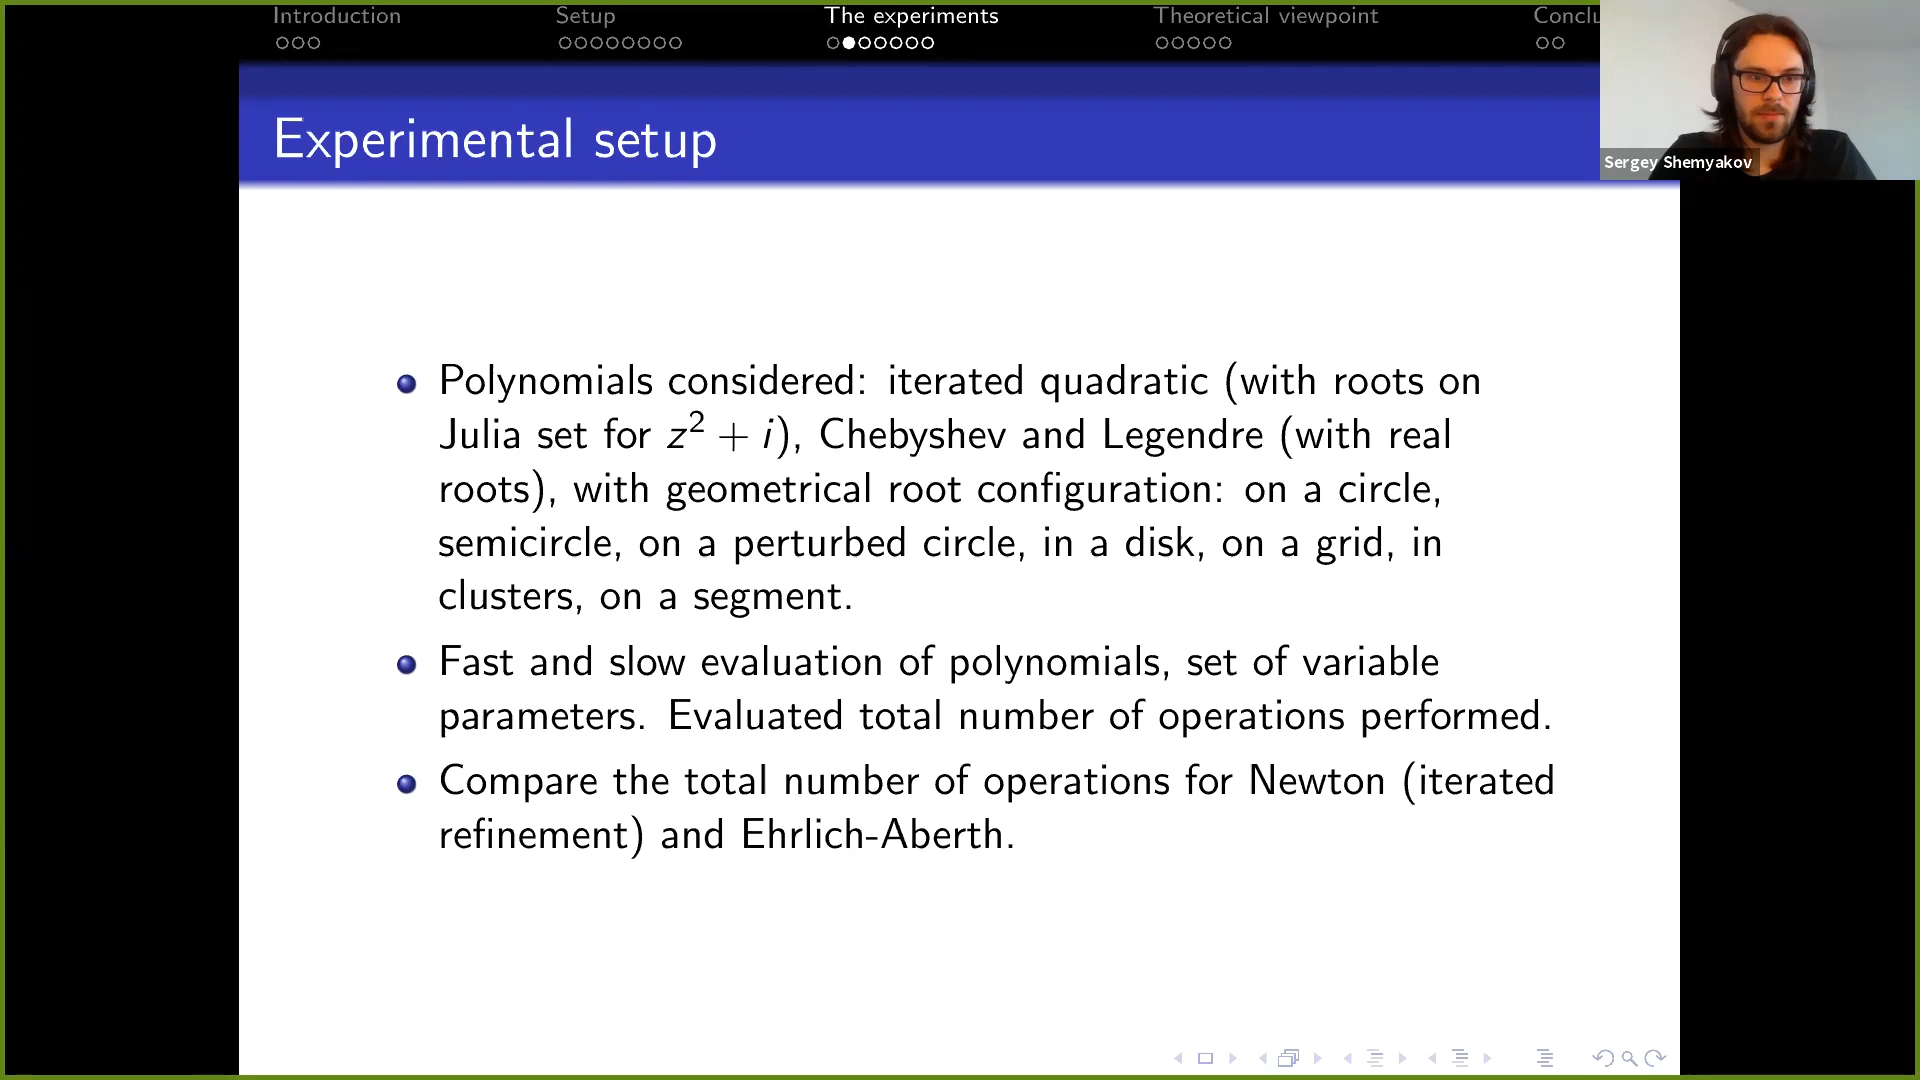 Introduction Setup The experiments Theoretical viewpoint Conclu
Experimental setup
Sergey Shemyakov
Polynomials considered: iterated quadratic (with roots on
Julia set for z² + i), Chebyshev and Legendre (with real
roots), with geometrical root configuration: on a circle,
semicircle, on a perturbed circle, in a disk, on a grid, in
clusters, on a segment.
Fast and slow evaluation of polynomials, set of variable
parameters. Evaluated total number of operations performed.
Compare the total number of operations for Newton (iterated
refinement) and Ehrlich-Aberth.